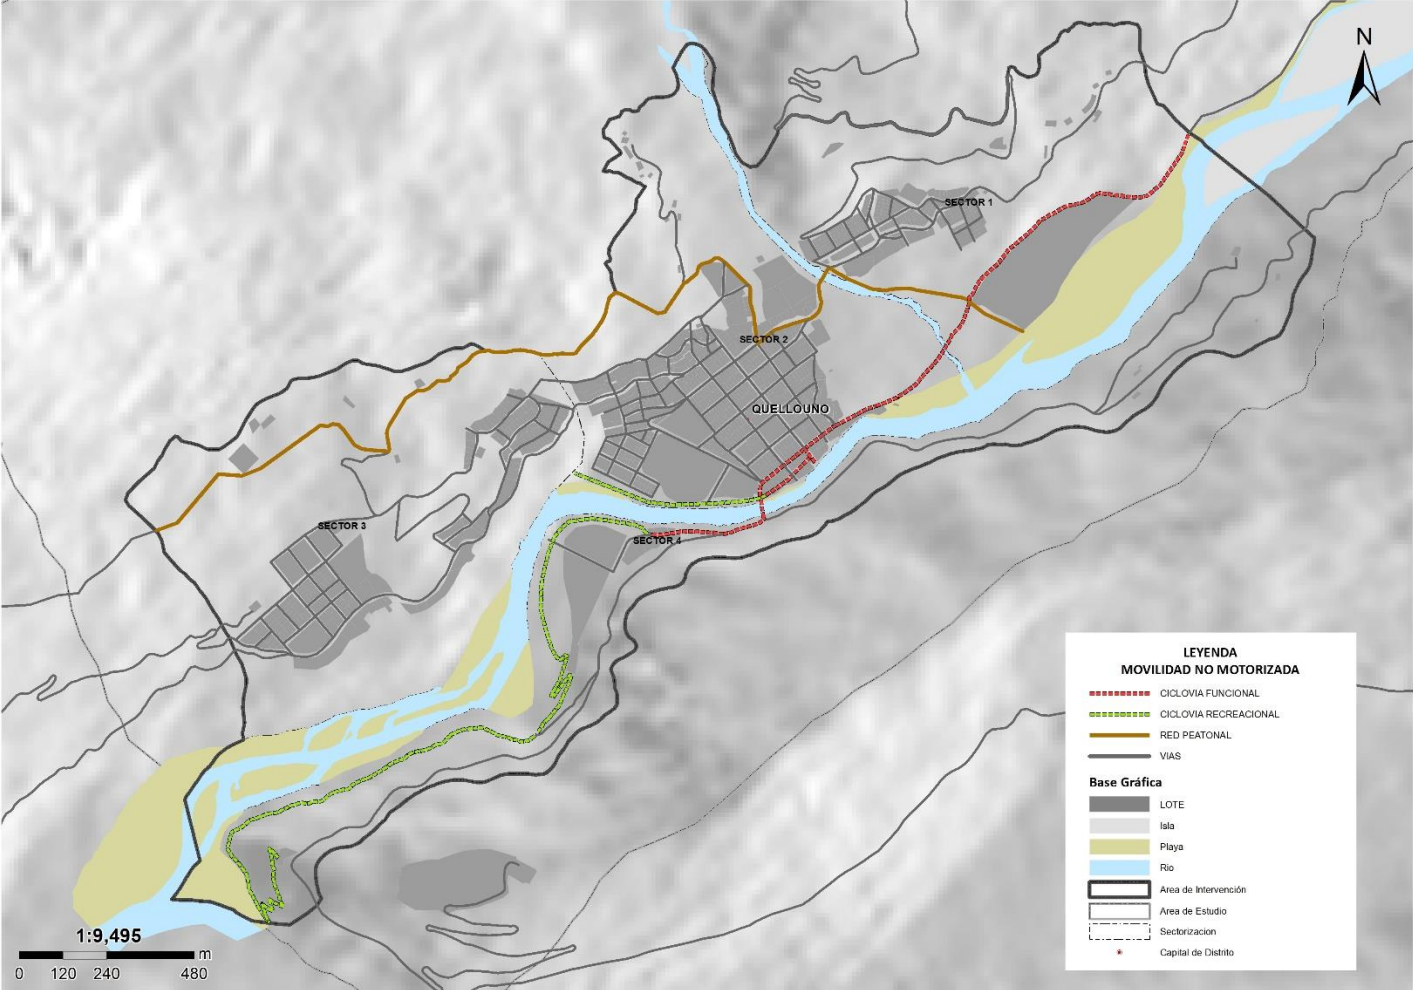 N
SECTOR 1
SECTOR 2
QUELLOUNO
SECTOR 3
SECTOR 4
LEYENDA
MOVILIDAD NO MOTORIZADA
CICLOVIA FUNCIONAL
CICLOVIA RECREACIONAL
RED PEATONAL
VIAS
Base Gráfica
LOTE
Isla
Playa
Rio
Area de Intervención
Area de Estudio
Sectorizacion
Capital de Distrito
1:9,495
m
0 120 240 480